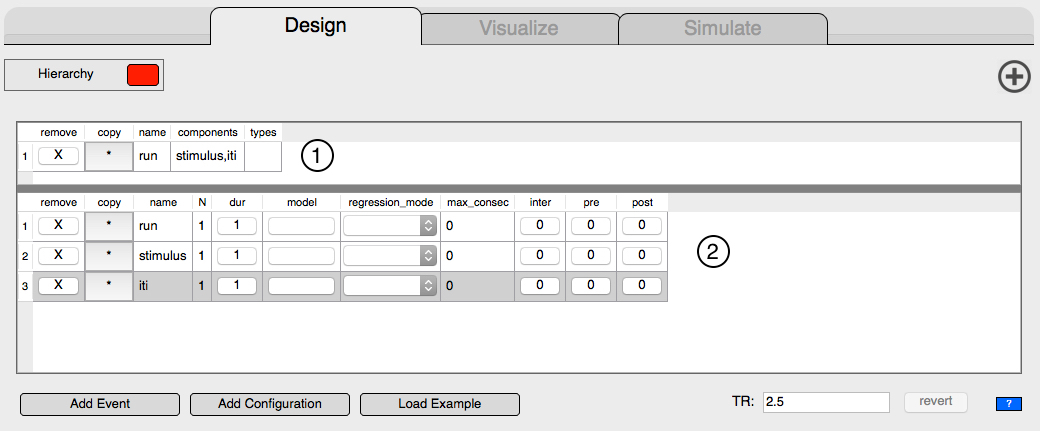 Design Visualize Simulate
Hierarchy
remove copy name components types
1 X * run stimulus,iti
1
remove copy name N dur model regression_mode max_consec inter pre post
1 X * run 1 1 0 0 0 0
2 X * stimulus 1 1 0 0 0 0
2
3 X * iti 1 1 0 0 0 0
Add Event Add Configuration Load Example TR: 2.5 revert ?